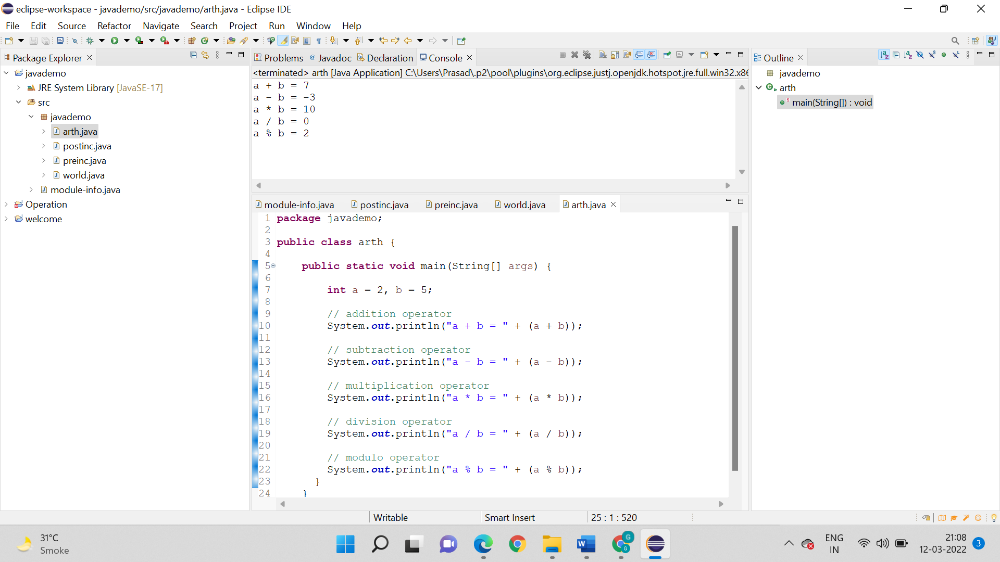 eclipse-workspace - javademo/src/javademo/arth.java - Eclipse IDE
File Edit Source Refactor Navigate Search Project Run Window Help
Package Explorer
javademo
JRE System Library [JavaSE-17]
src
javademo
arth.java
postinc.java
preinc.java
world.java
module-info.java
Operation
welcome
Problems Javadoc Declaration Console
<terminated> arth [Java Application] C:\Users\Prasad\.p2\pool\plugins\org.eclipse.justj.openjdk.hotspot.jre.full.win32.x86
a + b = 7
a - b = -3
a * b = 10
a / b = 0
a % b = 2
module-info.java postinc.java preinc.java world.java arth.java
1 package javademo;
2
3 public class arth {
4
5 public static void main(String[] args) {
6
7 int a = 2, b = 5;
8
9 // addition operator
10 System.out.println("a + b = " + (a + b));
11
12 // subtraction operator
13 System.out.println("a - b = " + (a - b));
14
15 // multiplication operator
16 System.out.println("a * b = " + (a * b));
17
18 // division operator
19 System.out.println("a / b = " + (a / b));
20
21 // modulo operator
22 System.out.println("a % b = " + (a % b));
23 }
24 }
Outline
javademo
arth
main(String[]) : void
Writable Smart Insert 25 : 1 : 520
31°C
Smoke
ENG
IN
21:08
12-03-2022
3